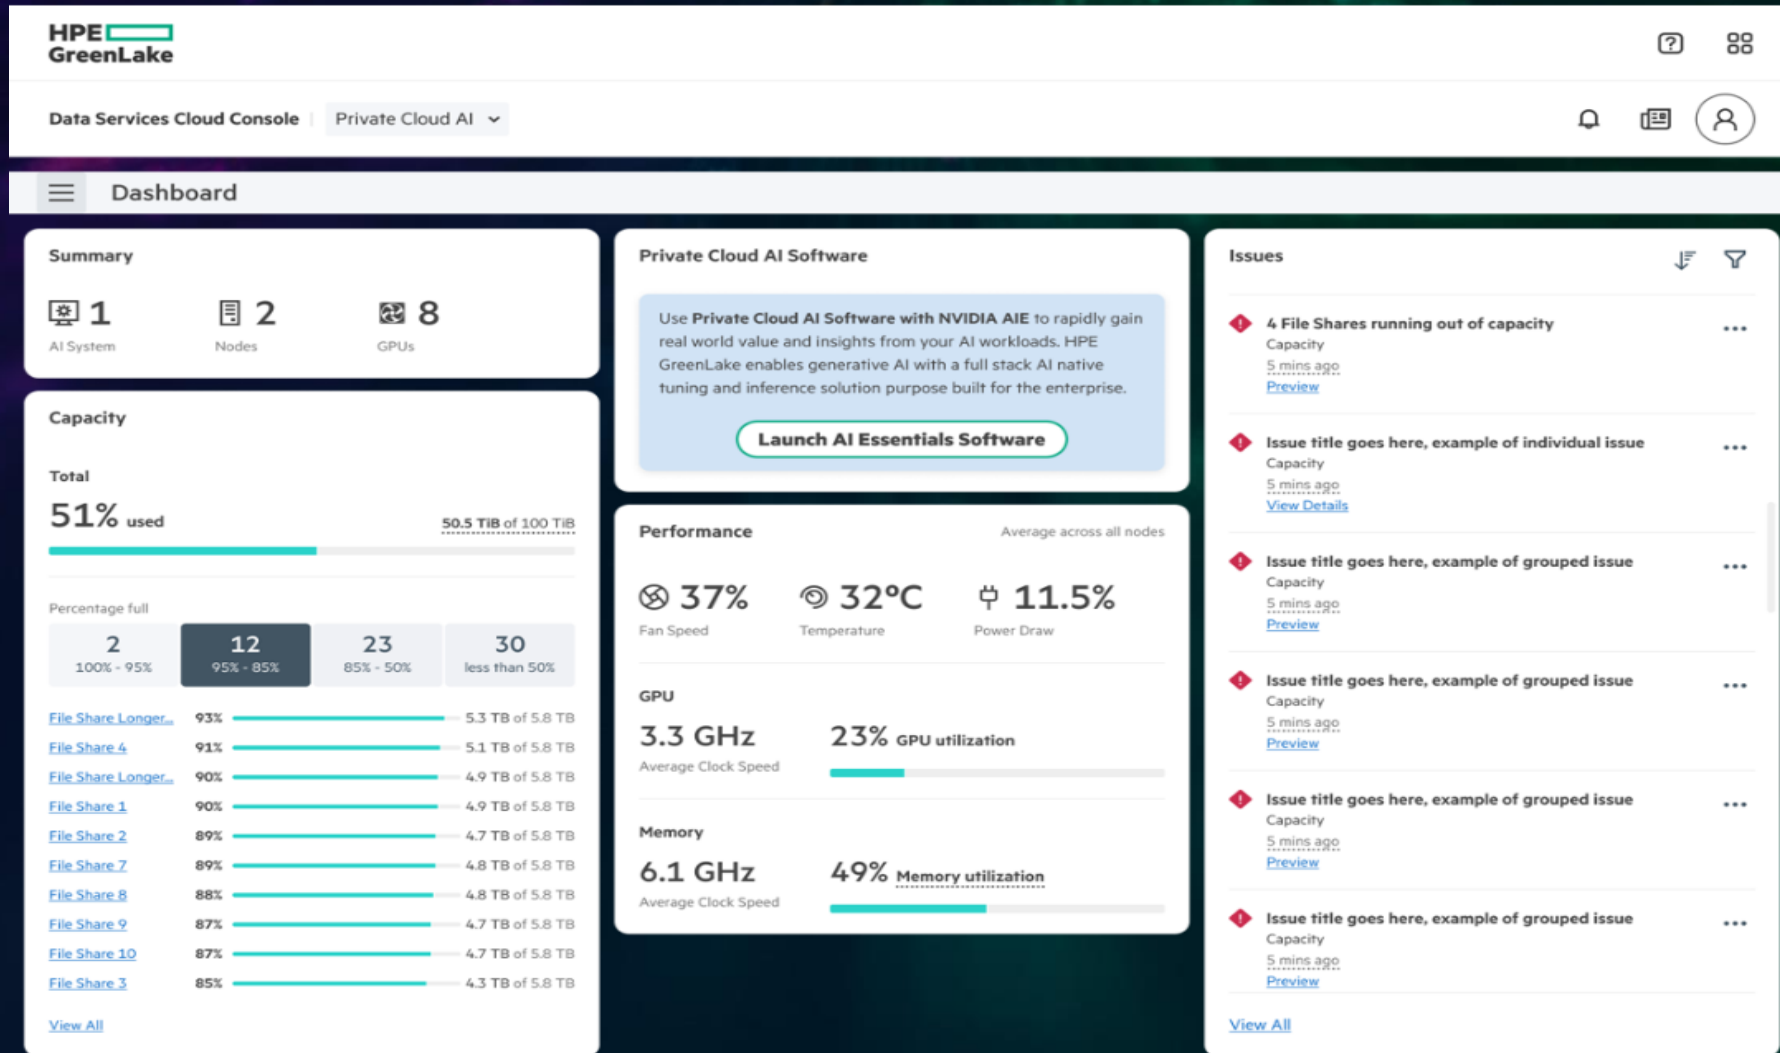 HPE
GreenLake
Data Services Cloud Console
Private Cloud AI
Dashboard
Summary
1
AI System
2
Nodes
8
GPUs
Capacity
Total
51% used
50.5 TiB of 100 TiB
Percentage full
2
100% - 95%
12
95% - 85%
23
85% - 50%
30
less than 50%
File Share Longer... 93% 5.3 TB of 5.8 TB
File Share 4 91% 5.1 TB of 5.8 TB
File Share Longer... 90% 4.9 TB of 5.8 TB
File Share 1 90% 4.9 TB of 5.8 TB
File Share 2 89% 4.7 TB of 5.8 TB
File Share 7 89% 4.8 TB of 5.8 TB
File Share 8 88% 4.8 TB of 5.8 TB
File Share 9 87% 4.7 TB of 5.8 TB
File Share 10 87% 4.7 TB of 5.8 TB
File Share 3 85% 4.3 TB of 5.8 TB
View All
Private Cloud AI Software
Use Private Cloud AI Software with NVIDIA AIE to rapidly gain
real world value and insights from your AI workloads. HPE
GreenLake enables generative AI with a full stack AI native
tuning and inference solution purpose built for the enterprise.
Launch AI Essentials Software
Performance
Average across all nodes
37%
Fan Speed
32°C
Temperature
11.5%
Power Draw
GPU
3.3 GHz
Average Clock Speed
23% GPU utilization
Memory
6.1 GHz
Average Clock Speed
49% Memory utilization
Issues
4 File Shares running out of capacity
Capacity
5 mins ago
Preview
Issue title goes here, example of individual issue
Capacity
5 mins ago
View Details
Issue title goes here, example of grouped issue
Capacity
5 mins ago
Preview
Issue title goes here, example of grouped issue
Capacity
5 mins ago
Preview
Issue title goes here, example of grouped issue
Capacity
5 mins ago
Preview
Issue title goes here, example of grouped issue
Capacity
5 mins ago
Preview
View All